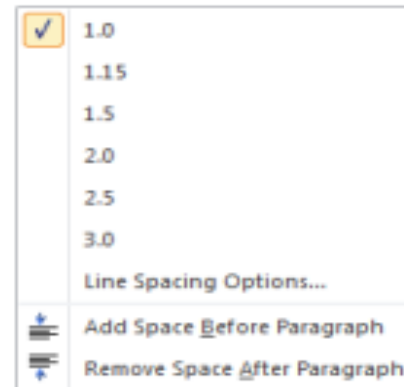 1.0
1.15
1.5
2.0
2.5
3.0
Line Spacing Options...
Add Space Before Paragraph
Remove Space After Paragraph